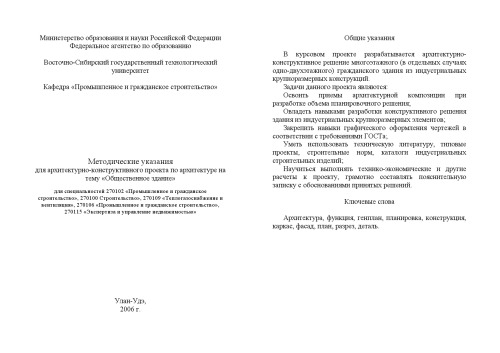 Министерство образования и науки Российской Федерации
Федеральное агентство по образованию
Восточно-Сибирский государственный технологический
университет
Кафедра «Промышленное и гражданское строительство»
Методические указания
для архитектурно-конструктивного проекта по архитектуре на
тему «Общественное здание»
для специальностей 270102 «Промышленное и гражданское
строительство», 270100 Строительство», 270109 «Теплогазоснабжение и
вентиляция», 270106 «Промышленное и гражданское строительство»,
270115 «Экспертиза и управление недвижимостью»
Улан-Удэ,
2006 г.
Общие указания
В курсовом проекте разрабатывается архитектурно-
конструктивное решение многоэтажного (в отдельных случаях
одно-двухэтажного) гражданского здания из индустриальных
крупноразмерных конструкций.
Задачи данного проекта являются:
Освоить приемы архитектурной композиции при
разработке объема планировочного решения;
Овладеть навыками разработки конструктивного решения
здания из индустриальных крупноразмерных элементов;
Закрепить навыки графического оформления чертежей в
соответствии с требованиями ГОСТа;
Уметь использовать техническую литературу, типовые
проекты, строительные норм, каталоги индустриальных
строительных изделий;
Научиться выполнять технико-экономические и другие
расчеты к проекту, грамотно составлять пояснительную
записку с обоснованиями принятых решений.
Ключевые слова
Архитектура, функция, генплан, планировка, конструкция,
каркас, фасад, план, разрез, деталь.